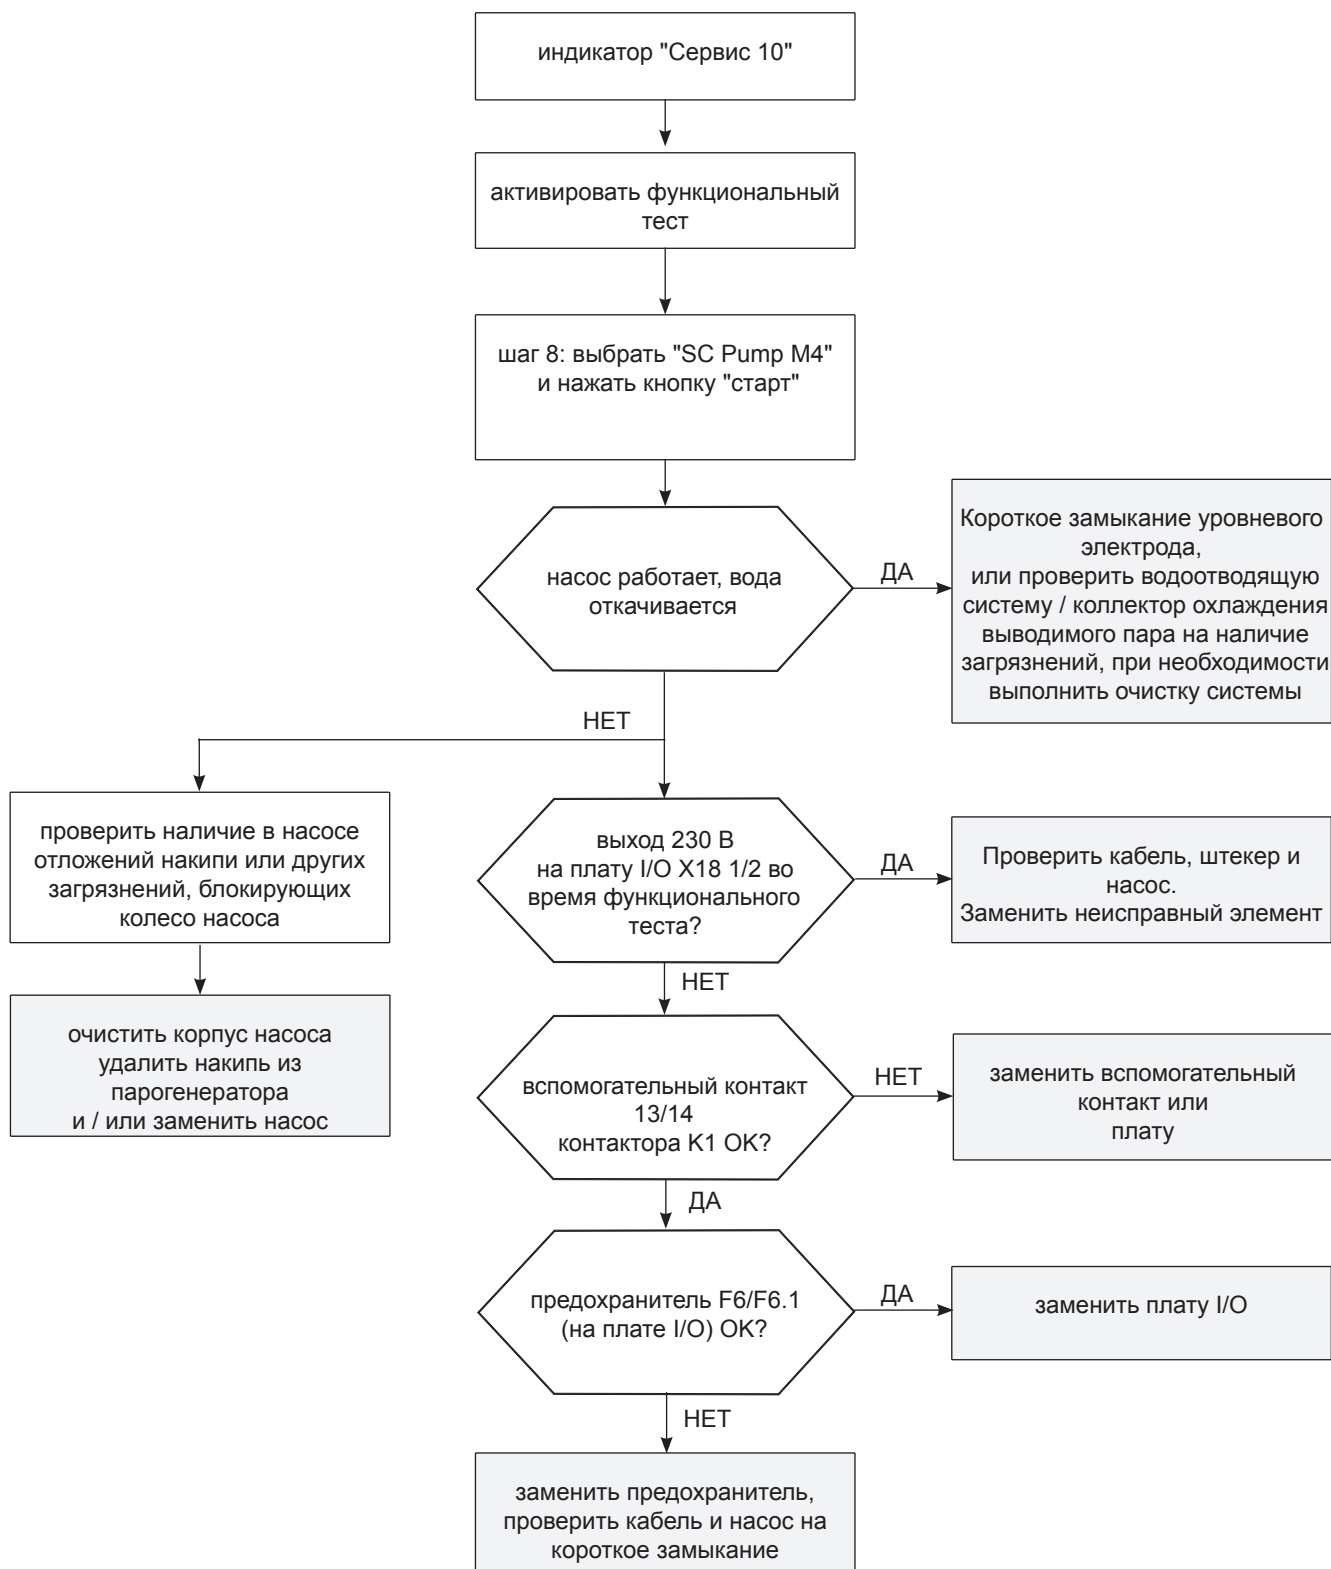 индикатор "Сервис 10"
активировать функциональный
тест
шаг 8: выбрать "SC Pump M4"
и нажать кнопку "старт"
насос работает, вода
откачивается
ДА
Короткое замыкание уровневого
электрода,
или проверить водоотводящую
систему / коллектор охлаждения
выводимого пара на наличие
загрязнений, при необходимости
выполнить очистку системы
НЕТ
проверить наличие в насосе
отложений накипи или других
загрязнений, блокирующих
колесо насоса
очистить корпус насоса
удалить накипь из
парогенератора
и / или заменить насос
выход 230 В
на плату I/O X18 1/2 во
время функционального
теста?
ДА
Проверить кабель, штекер и
насос.
Заменить неисправный элемент
НЕТ
вспомогательный контакт
13/14
контактора K1 OK?
НЕТ
заменить вспомогательный
контакт или
плату
ДА
предохранитель F6/F6.1
(на плате I/O) OK?
ДА
заменить плату I/O
НЕТ
заменить предохранитель,
проверить кабель и насос на
короткое замыкание